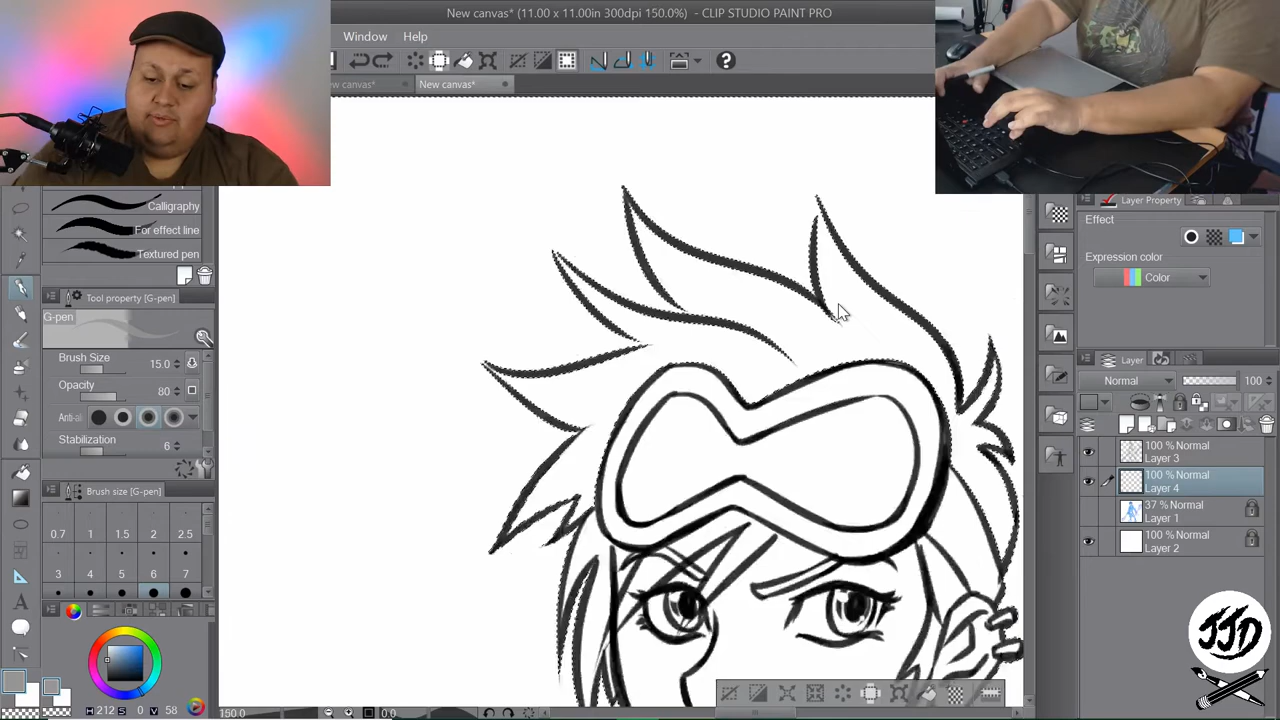 New canvas* (11.00 x 11.00in 300dpi 150.0%) - CLIP STUDIO PAINT PRO
Window Help
ew canvas* New canvas*
Calligraphy
For effect line
Textured pen
Tool property [G-pen]
G-pen
Brush Size 15.0
Opacity 80
Anti-al
Stabilization 6
Brush size [G-pen]
0.7 1 1.5 2 2.5
3 4 5 6 7
H 212 S 0 V 58
150.0 0.0
Layer Property
Effect
Expression color
Color
Layer
Normal 100
100 % Normal
Layer 3
100 % Normal
Layer 4
37 % Normal
Layer 1
100 % Normal
Layer 2
JJD